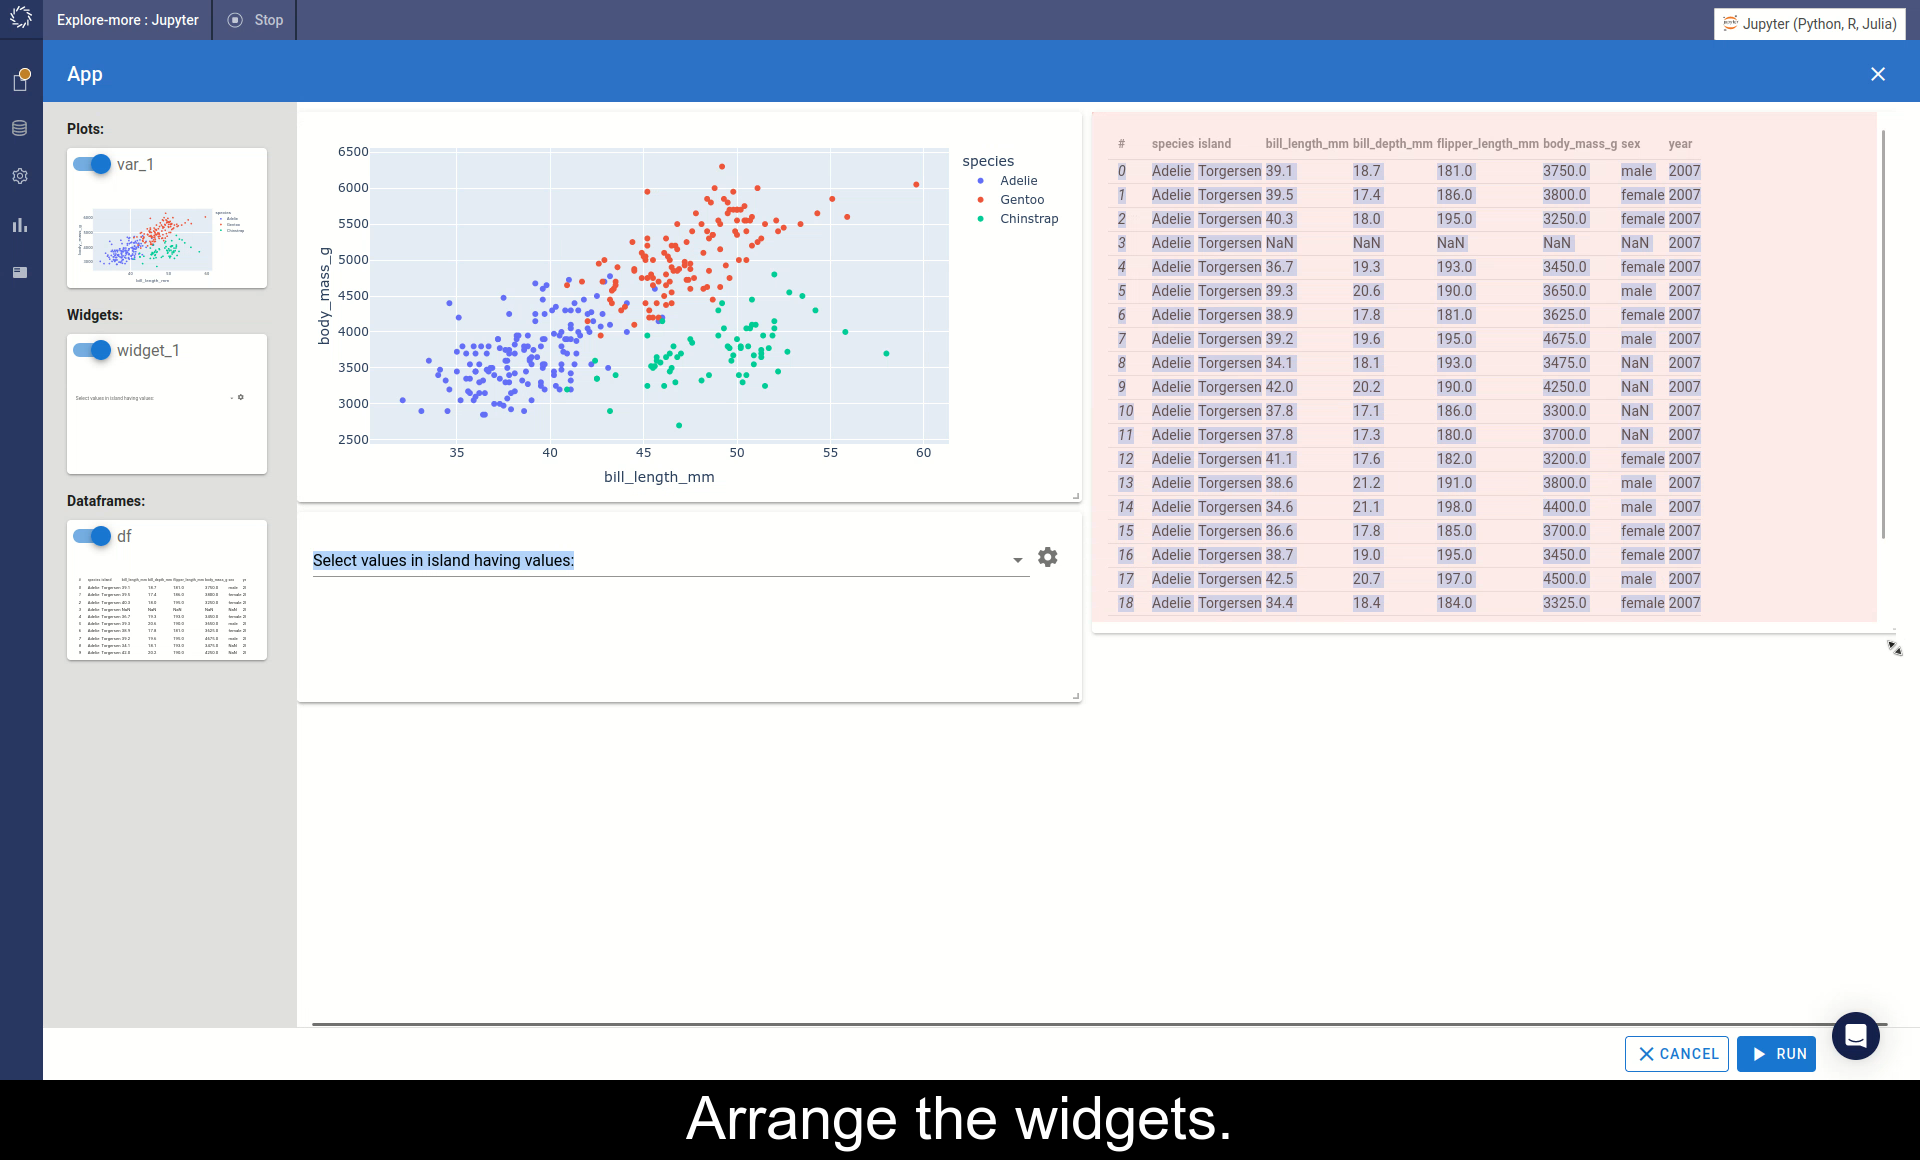 Explore-more : Jupyter
Stop
Jupyter (Python, R, Julia)
App
Plots:
var_1
Widgets:
widget_1
Select values in island having values:
Dataframes:
df
6500
6000
5500
5000
4500
4000
3500
3000
2500
body_mass_g
35 40 45 50 55 60
bill_length_mm
species
Adelie
Gentoo
Chinstrap
Select values in island having values:
# species island bill_length_mm bill_depth_mm flipper_length_mm body_mass_g sex year
0 Adelie Torgersen 39.1 18.7 181.0 3750.0 male 2007
1 Adelie Torgersen 39.5 17.4 186.0 3800.0 female 2007
2 Adelie Torgersen 40.3 18.0 195.0 3250.0 female 2007
3 Adelie Torgersen NaN NaN NaN NaN NaN 2007
4 Adelie Torgersen 36.7 19.3 193.0 3450.0 female 2007
5 Adelie Torgersen 39.3 20.6 190.0 3650.0 male 2007
6 Adelie Torgersen 38.9 17.8 181.0 3625.0 female 2007
7 Adelie Torgersen 39.2 19.6 195.0 4675.0 male 2007
8 Adelie Torgersen 34.1 18.1 193.0 3475.0 NaN 2007
9 Adelie Torgersen 42.0 20.2 190.0 4250.0 NaN 2007
10 Adelie Torgersen 37.8 17.1 186.0 3300.0 NaN 2007
11 Adelie Torgersen 37.8 17.3 180.0 3700.0 NaN 2007
12 Adelie Torgersen 41.1 17.6 182.0 3200.0 female 2007
13 Adelie Torgersen 38.6 21.2 191.0 3800.0 male 2007
14 Adelie Torgersen 34.6 21.1 198.0 4400.0 male 2007
15 Adelie Torgersen 36.6 17.8 185.0 3700.0 female 2007
16 Adelie Torgersen 38.7 19.0 195.0 3450.0 female 2007
17 Adelie Torgersen 42.5 20.7 197.0 4500.0 male 2007
18 Adelie Torgersen 34.4 18.4 184.0 3325.0 female 2007
CANCEL
RUN
Arrange the widgets.